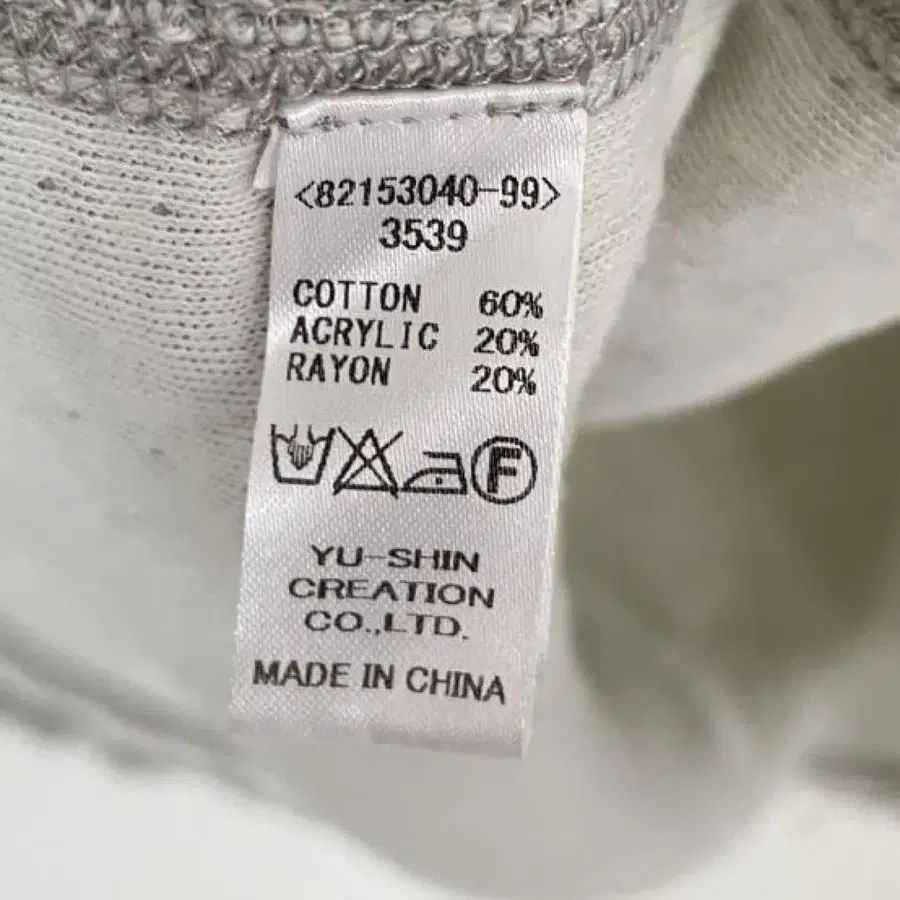 <82153040-99>
3539
COTTON 60%
ACRYLIC 20%
RAYON 20%
F
YU-SHIN
CREATION
CO.,LTD.
MADE IN CHINA